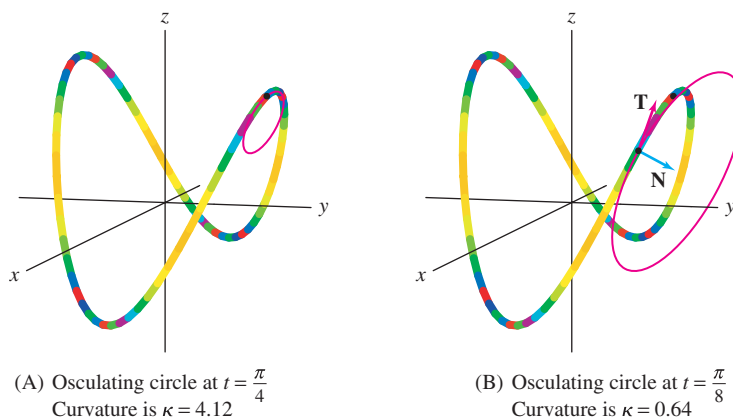 z
y
x
(A) Osculating circle at t = π/4
Curvature is κ = 4.12
z
T
N
y
x
(B) Osculating circle at t = π/8
Curvature is κ = 0.64